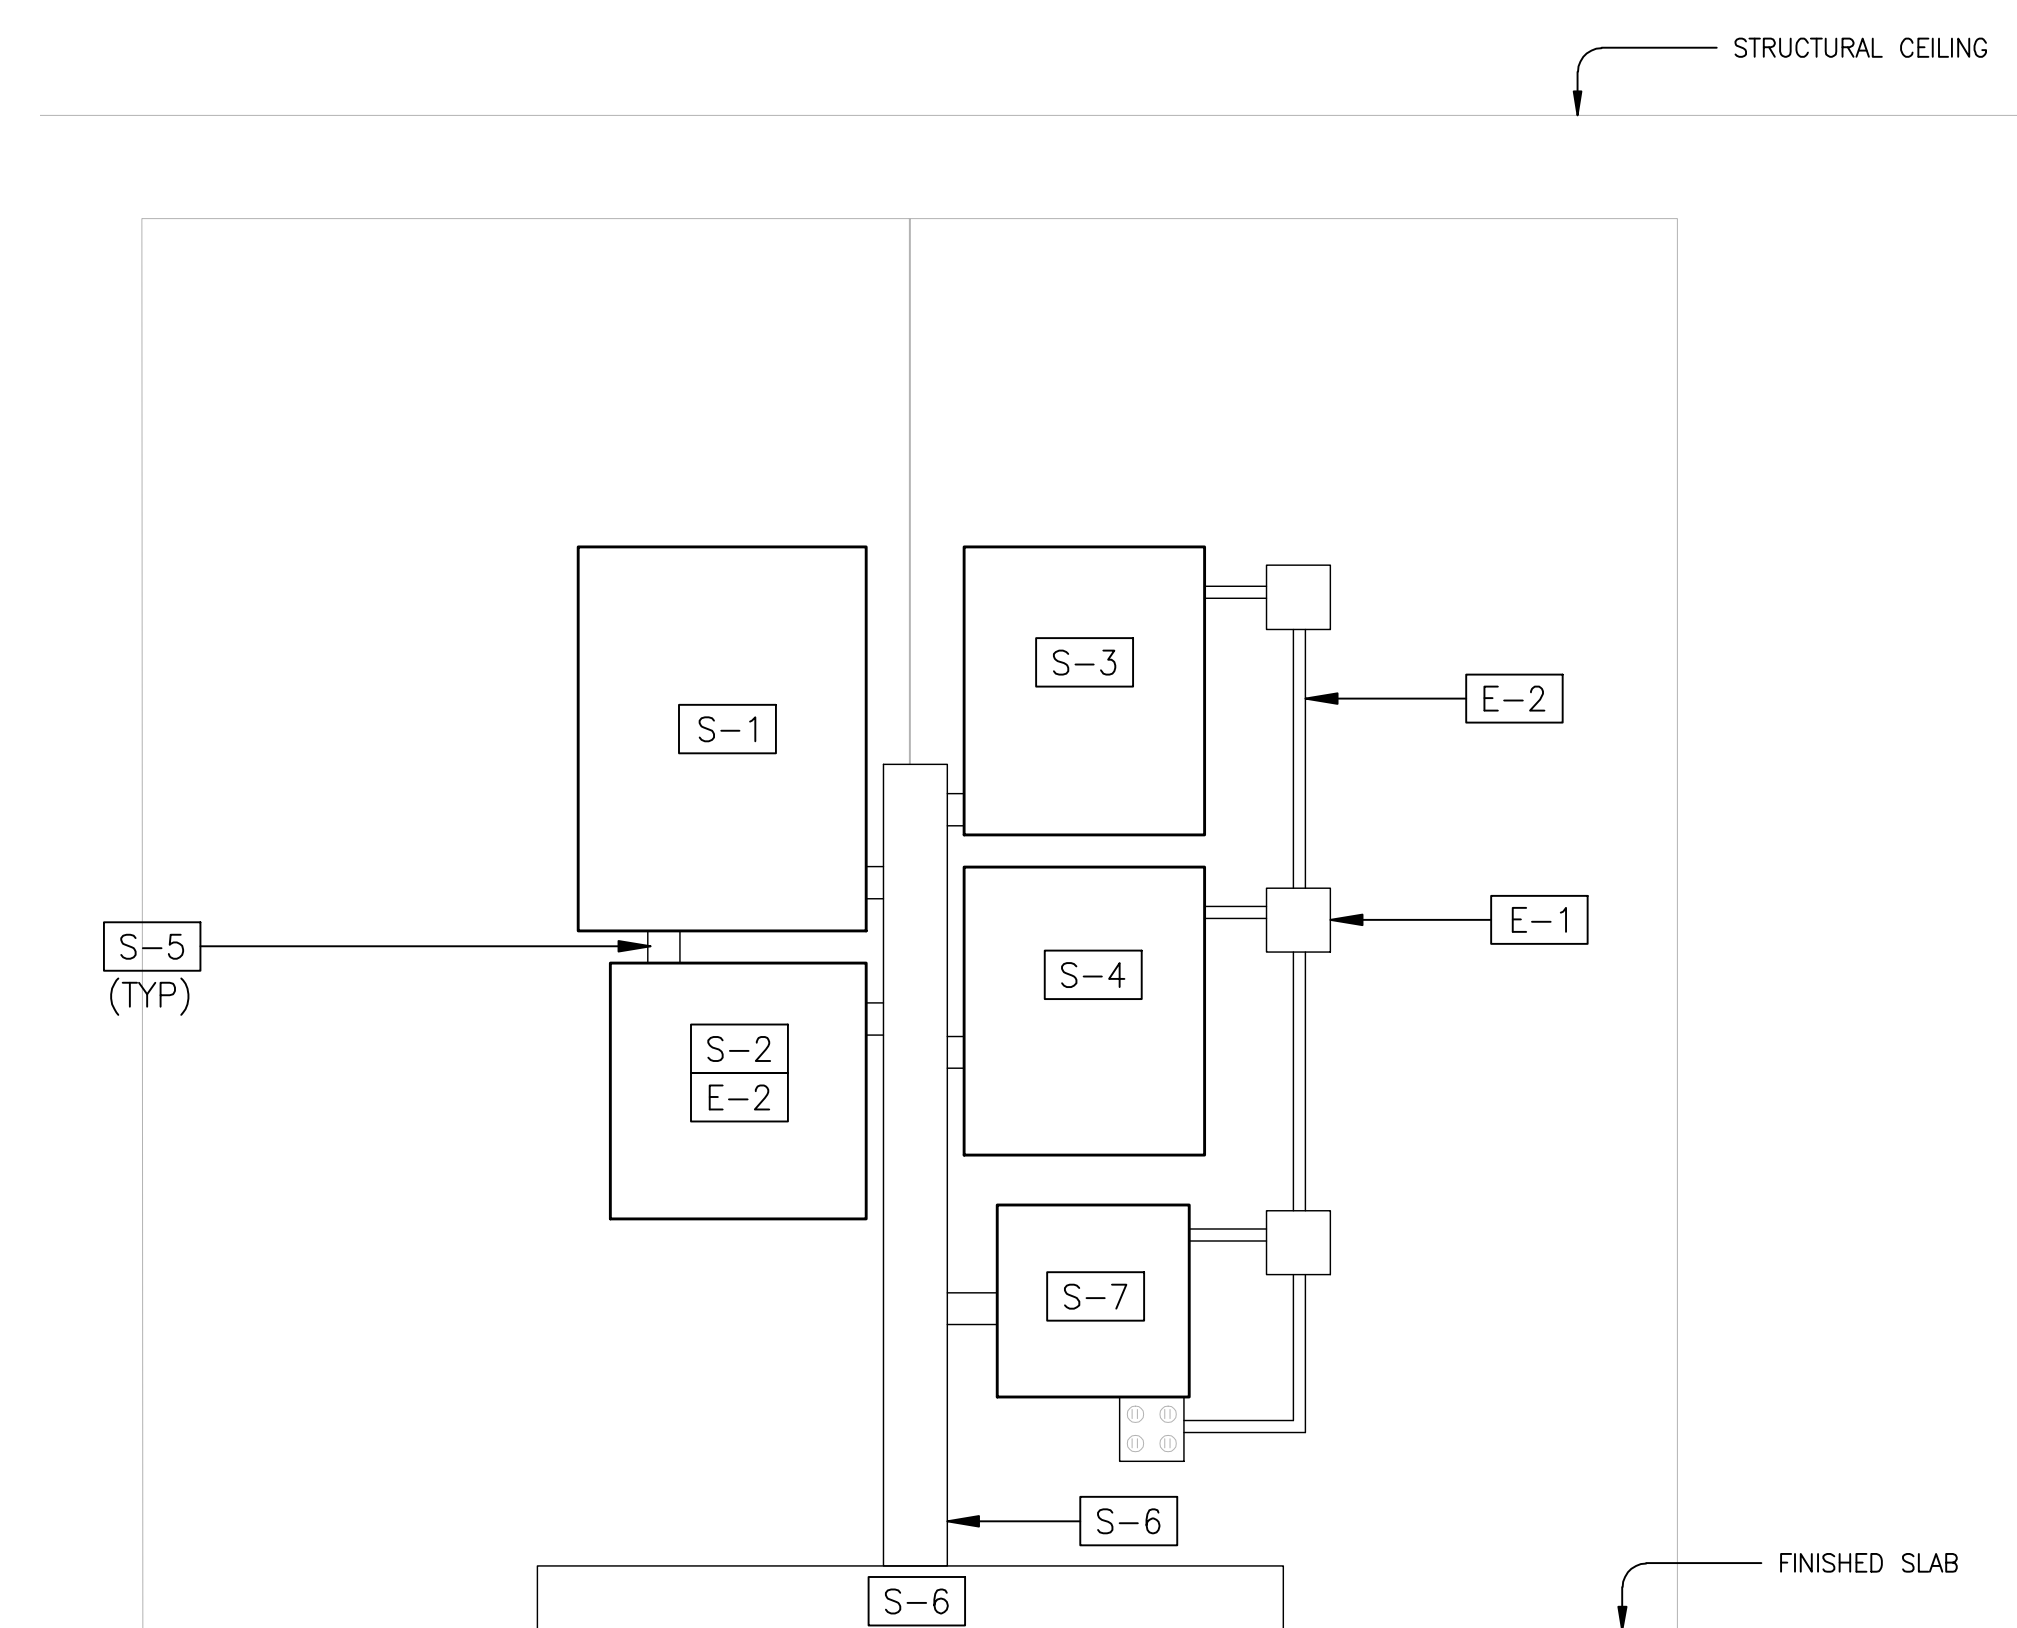 STRUCTURAL CEILING
S-3
E-2
S-1
E-1
S-5
(TYP)
S-4
S-2
E-2
S-7
S-6
FINISHED SLAB
S-6